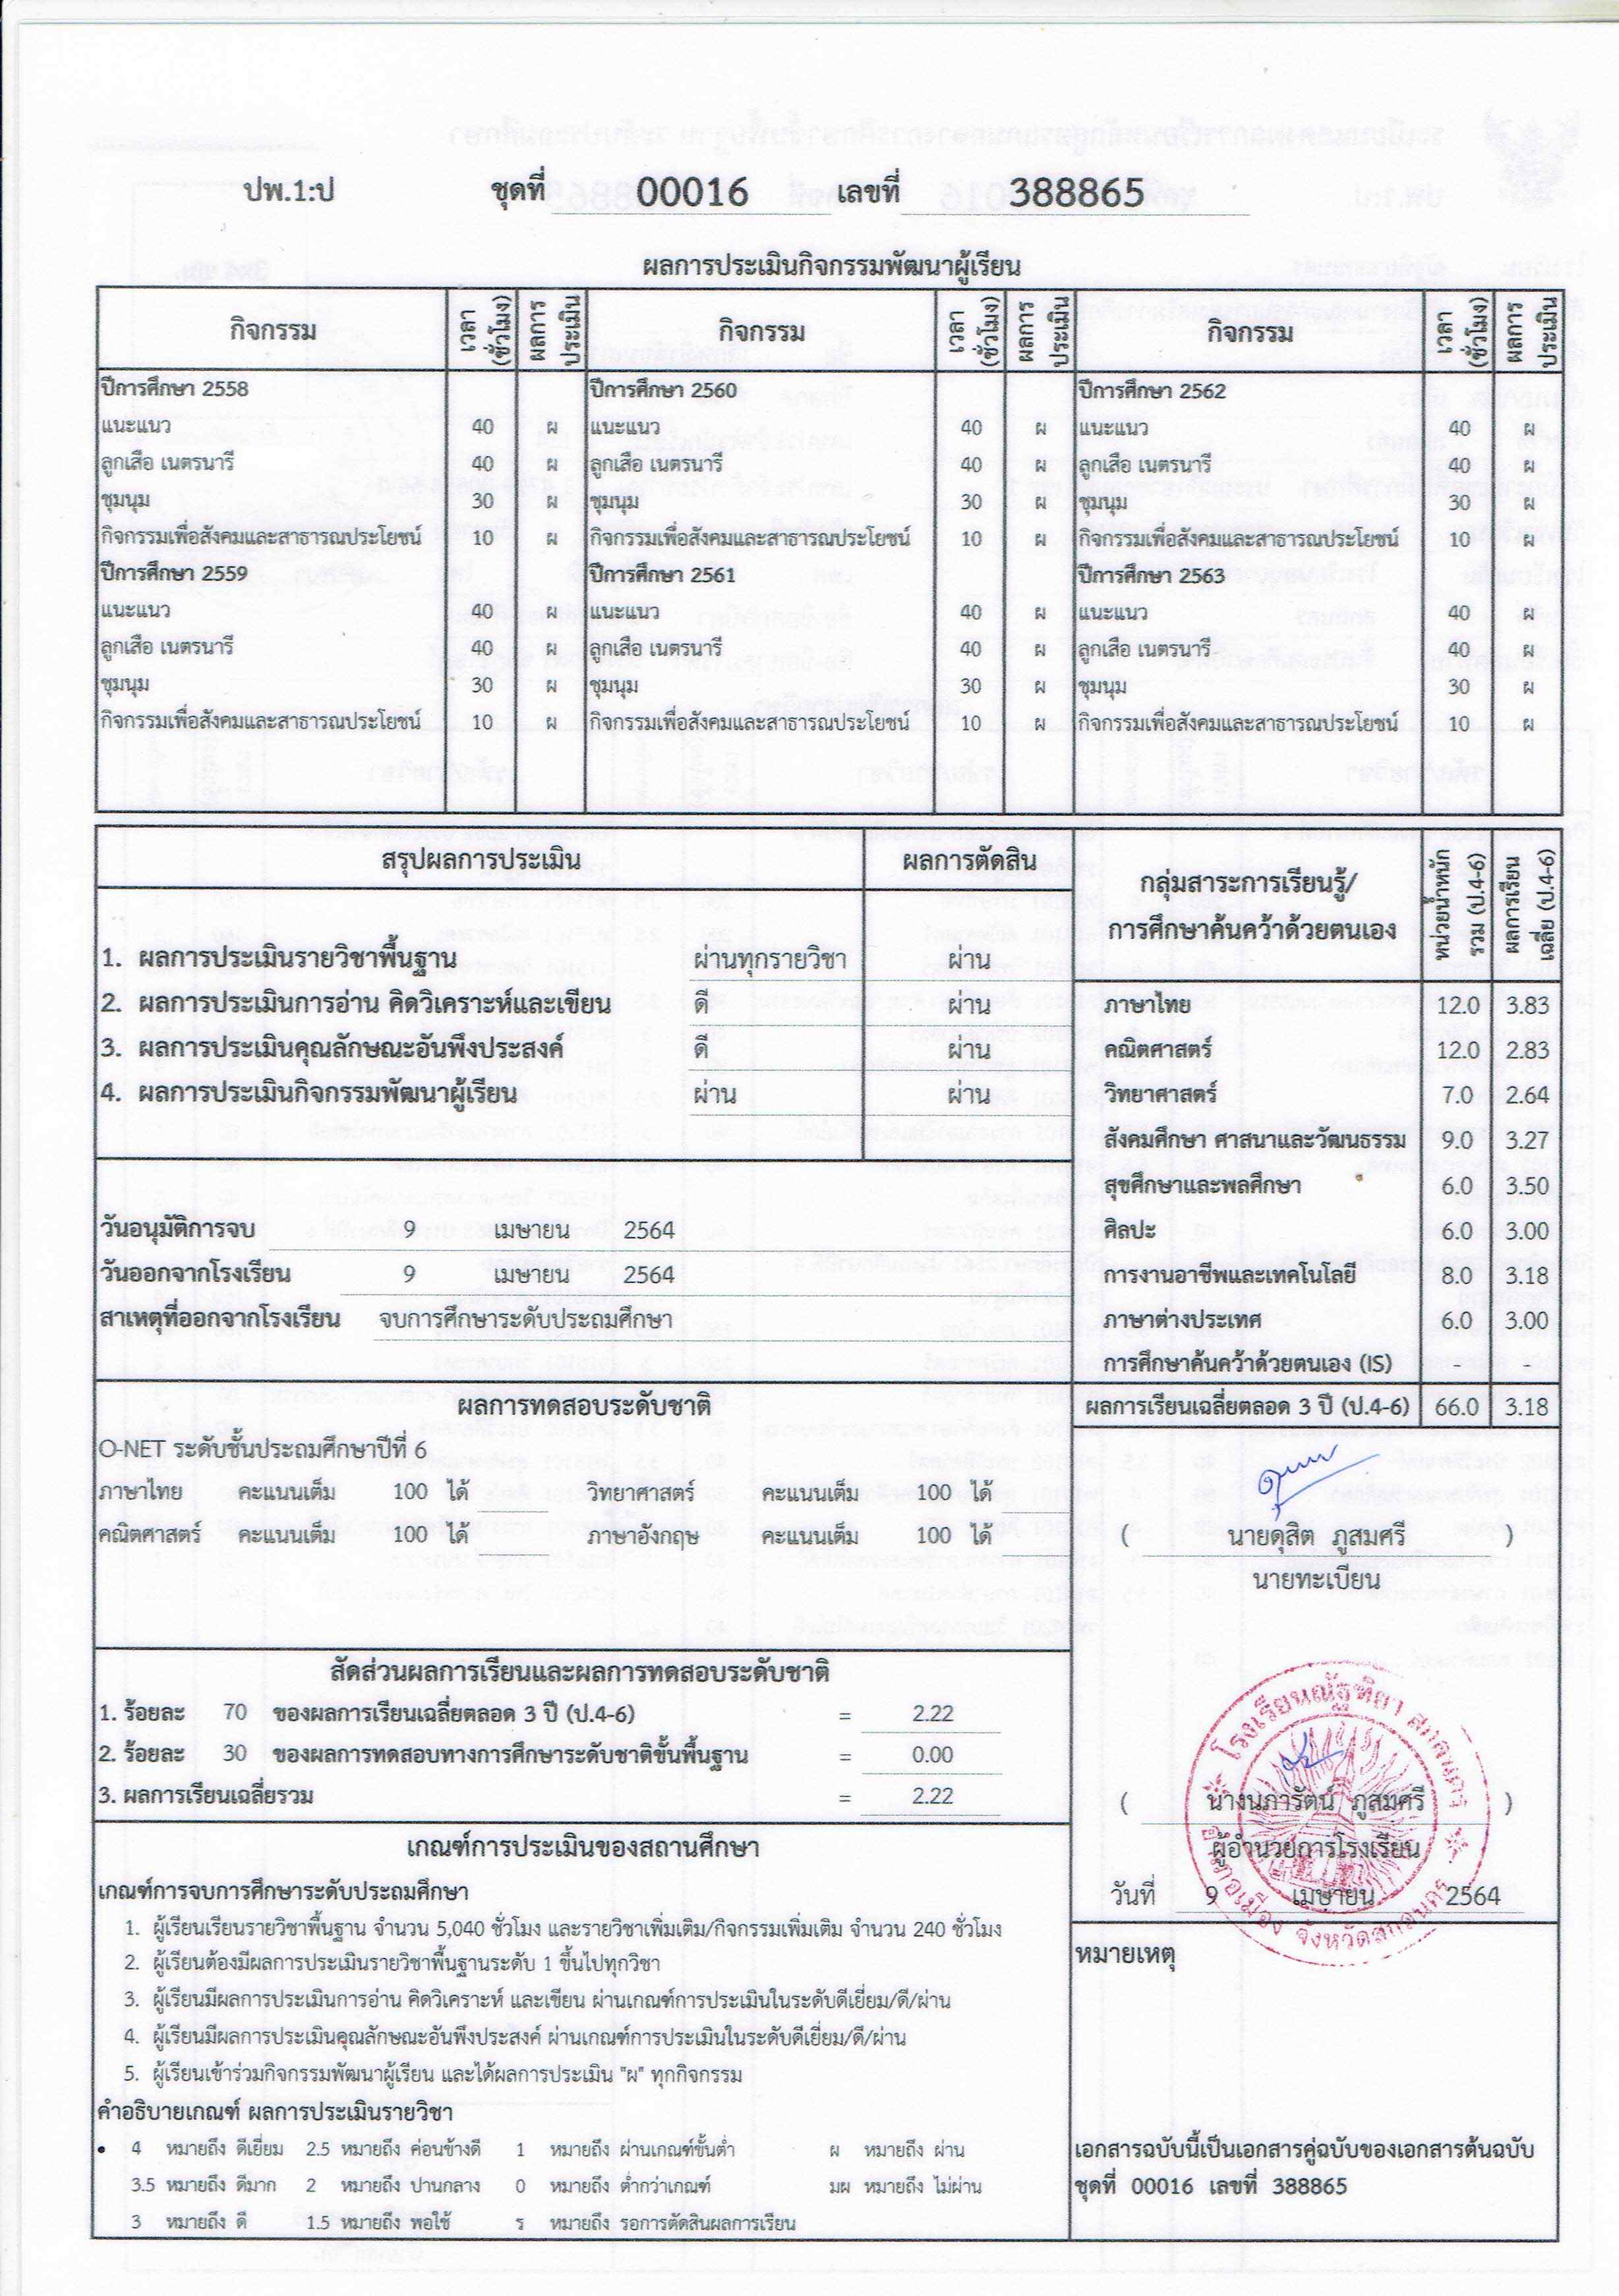 ปพ.1:ป ชุดที่ 00016 เลขที่ 388865
ผลการประเมินกิจกรรมพัฒนาผู้เรียน
กิจกรรม เวลา (ชั่วโมง) ผลการประเมิน กิจกรรม เวลา (ชั่วโมง) ผลการประเมิน กิจกรรม เวลา (ชั่วโมง) ผลการประเมิน
ปีการศึกษา 2558 ปีการศึกษา 2560 ปีการศึกษา 2562
แนะแนว 40 ผ แนะแนว 40 ผ แนะแนว 40 ผ
ลูกเสือ เนตรนารี 40 ผ ลูกเสือ เนตรนารี 40 ผ ลูกเสือ เนตรนารี 40 ผ
ชุมนุม 30 ผ ชุมนุม 30 ผ ชุมนุม 30 ผ
กิจกรรมเพื่อสังคมและสาธารณประโยชน์ 10 ผ กิจกรรมเพื่อสังคมและสาธารณประโยชน์ 10 ผ กิจกรรมเพื่อสังคมและสาธารณประโยชน์ 10 ผ
ปีการศึกษา 2559 ปีการศึกษา 2561 ปีการศึกษา 2563
แนะแนว 40 ผ แนะแนว 40 ผ แนะแนว 40 ผ
ลูกเสือ เนตรนารี 40 ผ ลูกเสือ เนตรนารี 40 ผ ลูกเสือ เนตรนารี 40 ผ
ชุมนุม 30 ผ ชุมนุม 30 ผ ชุมนุม 30 ผ
กิจกรรมเพื่อสังคมและสาธารณประโยชน์ 10 ผ กิจกรรมเพื่อสังคมและสาธารณประโยชน์ 10 ผ กิจกรรมเพื่อสังคมและสาธารณประโยชน์ 10 ผ
สรุปผลการประเมิน ผลการตัดสิน
1. ผลการประเมินรายวิชาพื้นฐาน ผ่านทุกรายวิชา ผ่าน
2. ผลการประเมินการอ่าน คิดวิเคราะห์และเขียน ดี ผ่าน
3. ผลการประเมินคุณลักษณะอันพึงประสงค์ ดี ผ่าน
4. ผลการประเมินกิจกรรมพัฒนาผู้เรียน ผ่าน ผ่าน
วันอนุมัติการจบ 9 เมษายน 2564
วันออกจากโรงเรียน 9 เมษายน 2564
สาเหตุที่ออกจากโรงเรียน จบการศึกษาระดับประถมศึกษา
กลุ่มสาระการเรียนรู้/
การศึกษาค้นคว้าด้วยตนเอง
หน่วยน้ำหนัก รวม (ป.4-6)
ผลการเรียน เฉลี่ย (ป.4-6)
ภาษาไทย 12.0 3.83
คณิตศาสตร์ 12.0 2.83
วิทยาศาสตร์ 7.0 2.64
สังคมศึกษา ศาสนาและวัฒนธรรม 9.0 3.27
สุขศึกษาและพลศึกษา 6.0 3.50
ศิลปะ 6.0 3.00
การงานอาชีพและเทคโนโลยี 8.0 3.18
ภาษาต่างประเทศ 6.0 3.00
การศึกษาค้นคว้าด้วยตนเอง (IS) - -
ผลการเรียนเฉลี่ยตลอด 3 ปี (ป.4-6) 66.0 3.18
ผลการทดสอบระดับชาติ
O-NET ระดับชั้นประถมศึกษาปีที่ 6
ภาษาไทย คะแนนเต็ม 100 ได้ วิทยาศาสตร์ คะแนนเต็ม 100 ได้
คณิตศาสตร์ คะแนนเต็ม 100 ได้ ภาษาอังกฤษ คะแนนเต็ม 100 ได้
( นายดุสิต ภูสมศรี )
นายทะเบียน
สัดส่วนผลการเรียนและผลการทดสอบระดับชาติ
1. ร้อยละ 70 ของผลการเรียนเฉลี่ยตลอด 3 ปี (ป.4-6) = 2.22
2. ร้อยละ 30 ของผลการทดสอบทางการศึกษาระดับชาติขั้นพื้นฐาน = 0.00
3. ผลการเรียนเฉลี่ยรวม = 2.22
โรงเรียนณัฐฑิยา สกลนคร
อำเภอเมือง จังหวัดสกลนคร
( นางนภารัตน์ ภูสมศรี )
ผู้อำนวยการโรงเรียน
วันที่ 9 เมษายน 2564
เกณฑ์การประเมินของสถานศึกษา
เกณฑ์การจบการศึกษาระดับประถมศึกษา
1. ผู้เรียนเรียนรายวิชาพื้นฐาน จำนวน 5,040 ชั่วโมง และรายวิชาเพิ่มเติม/กิจกรรมเพิ่มเติม จำนวน 240 ชั่วโมง
2. ผู้เรียนต้องมีผลการประเมินรายวิชาพื้นฐานระดับ 1 ขึ้นไปทุกวิชา
3. ผู้เรียนมีผลการประเมินการอ่าน คิดวิเคราะห์ และเขียน ผ่านเกณฑ์การประเมินในระดับดีเยี่ยม/ดี/ผ่าน
4. ผู้เรียนมีผลการประเมินคุณลักษณะอันพึงประสงค์ ผ่านเกณฑ์การประเมินในระดับดีเยี่ยม/ดี/ผ่าน
5. ผู้เรียนเข้าร่วมกิจกรรมพัฒนาผู้เรียน และได้ผลการประเมิน "ผ" ทุกกิจกรรม
คำอธิบายเกณฑ์ ผลการประเมินรายวิชา
4 หมายถึง ดีเยี่ยม 2.5 หมายถึง ค่อนข้างดี 1 หมายถึง ผ่านเกณฑ์ขั้นต่ำ ผ หมายถึง ผ่าน
3.5 หมายถึง ดีมาก 2 หมายถึง ปานกลาง 0 หมายถึง ต่ำกว่าเกณฑ์ มผ หมายถึง ไม่ผ่าน
3 หมายถึง ดี 1.5 หมายถึง พอใช้ ร หมายถึง รอการตัดสินผลการเรียน
หมายเหตุ
เอกสารฉบับนี้เป็นเอกสารคู่ฉบับของเอกสารต้นฉบับ
ชุดที่ 00016 เลขที่ 388865